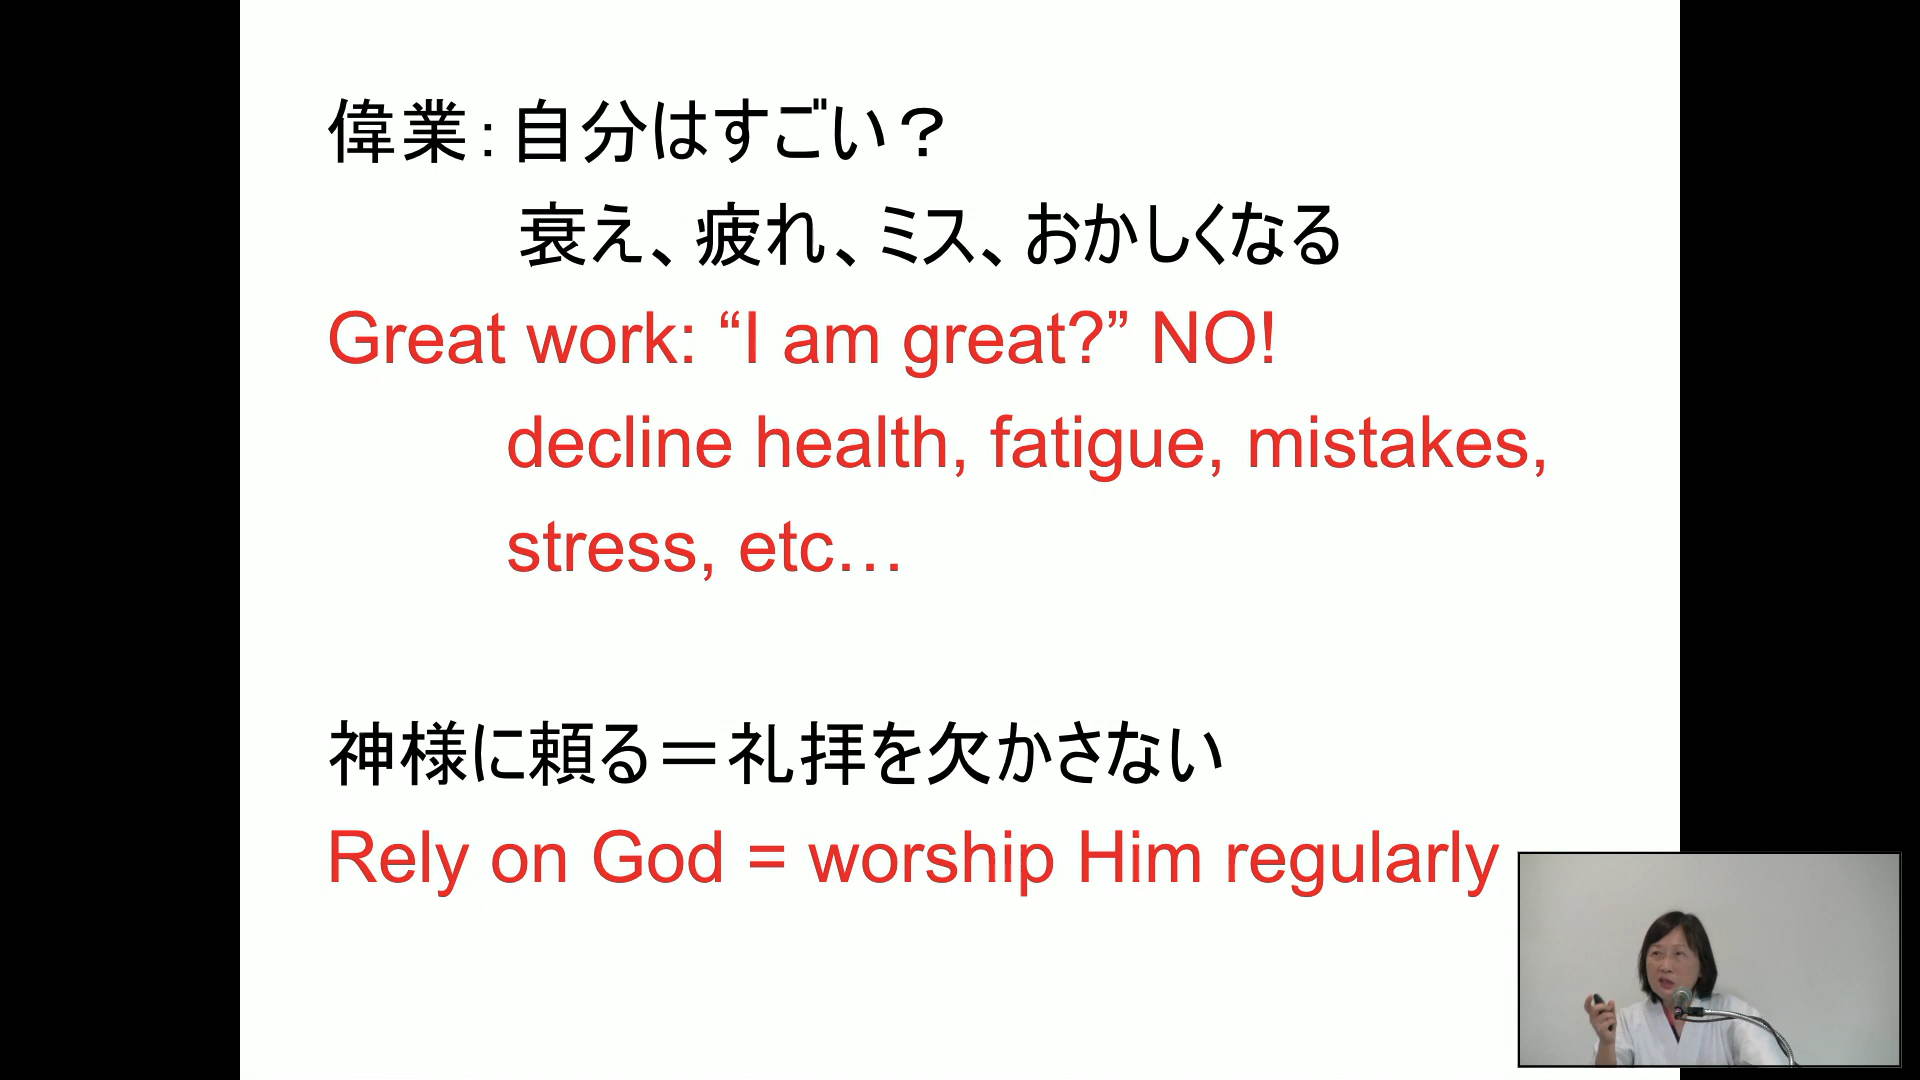 偉業：自分はすごい？
衰え、疲れ、ミス、おかしくなる
Great work: “I am great?” NO!
decline health, fatigue, mistakes,
stress, etc…
神様に頼る＝礼拝を欠かさない
Rely on God = worship Him regularly